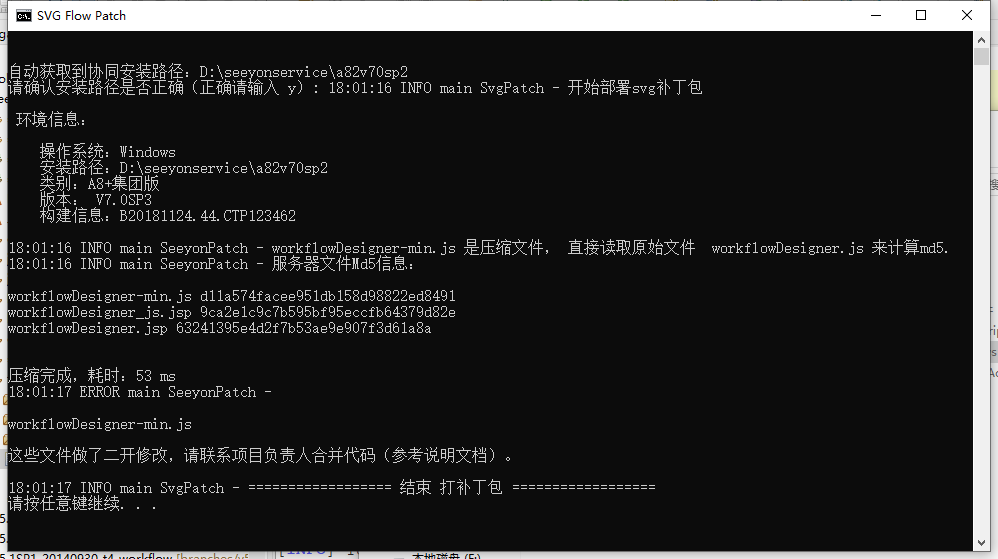 SVG Flow Patch
自动获取到协同安装路径：D:\seeyonservice\a82v70sp2
请确认安装路径是否正确（正确请输入 y）: 18:01:16 INFO main SvgPatch - 开始部署svg补丁包
环境信息：
操作系统：Windows
安装路径：D:\seeyonservice\a82v70sp2
类别：A8+集团版
版本： V7.0SP3
构建信息：B20181124.44.CTP123462
18:01:16 INFO main SeeyonPatch - workflowDesigner-min.js 是压缩文件， 直接读取原始文件 workflowDesigner.js 来计算md5.
18:01:16 INFO main SeeyonPatch - 服务器文件Md5信息：
workflowDesigner-min.js d11a574facee951db158d98822ed8491
workflowDesigner_js.jsp 9ca2e1c9c7b595bf95eccfb64379d82e
workflowDesigner.jsp 63241395e4d2f7b53ae9e907f3d61a8a
压缩完成，耗时：53 ms
18:01:17 ERROR main SeeyonPatch -
workflowDesigner-min.js
这些文件做了二开修改，请联系项目负责人合并代码（参考说明文档）。
18:01:17 INFO main SvgPatch - ================== 结束 打补丁包 ==================
请按任意键继续. . .